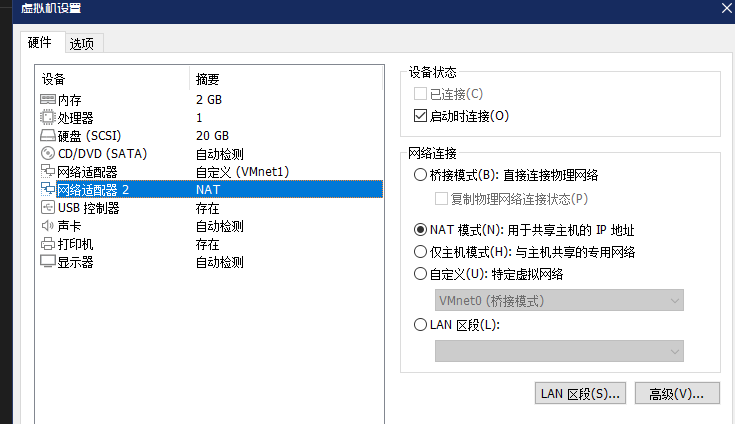 虚拟机设置
硬件 选项
设备 摘要
内存 2 GB
处理器 1
硬盘 (SCSI) 20 GB
CD/DVD (SATA) 自动检测
网络适配器 自定义 (VMnet1)
网络适配器 2 NAT
USB 控制器 存在
声卡 自动检测
打印机 存在
显示器 自动检测
设备状态
已连接(C)
启动时连接(O)
网络连接
桥接模式(B): 直接连接物理网络
复制物理网络连接状态(P)
NAT 模式(N): 用于共享主机的 IP 地址
仅主机模式(H): 与主机共享的专用网络
自定义(U): 特定虚拟网络
VMnet0 (桥接模式)
LAN 区段(L):
LAN 区段(S)... 高级(V)...